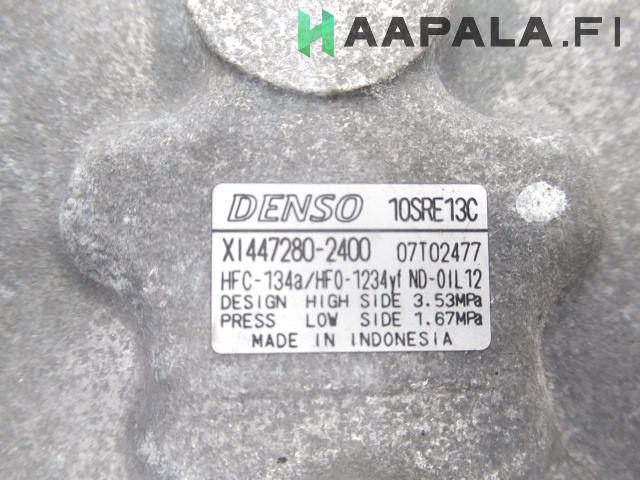 HAAPALA.FI
DENSO 10SRE13C
XI447280-2400 07T02477
HFC-134a/HFO-1234yf ND-OIL12
DESIGN HIGH SIDE 3.53MPa
PRESS LOW SIDE 1.67MPa
MADE IN INDONESIA